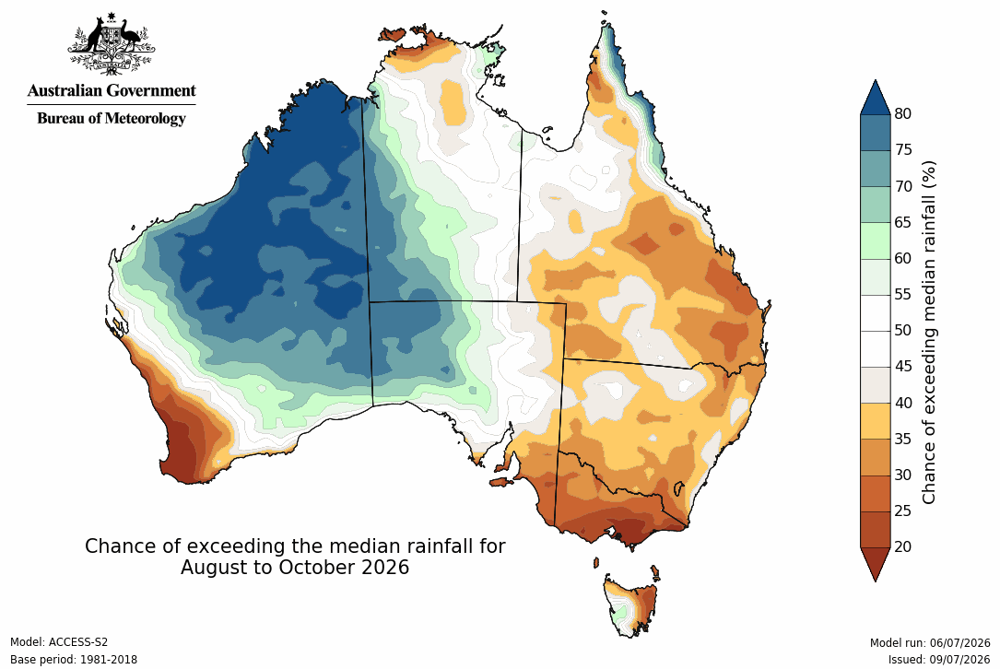 AUSTRALIA
Australian Government
Bureau of Meteorology
80
75
70
65
60
55
50
45
40
35
30
25
20
Chance of exceeding median rainfall (%)
Chance of exceeding the median rainfall for
August to October 2026
Model: ACCESS-S2
Base period: 1981-2018
Model run: 06/07/2026
Issued: 09/07/2026